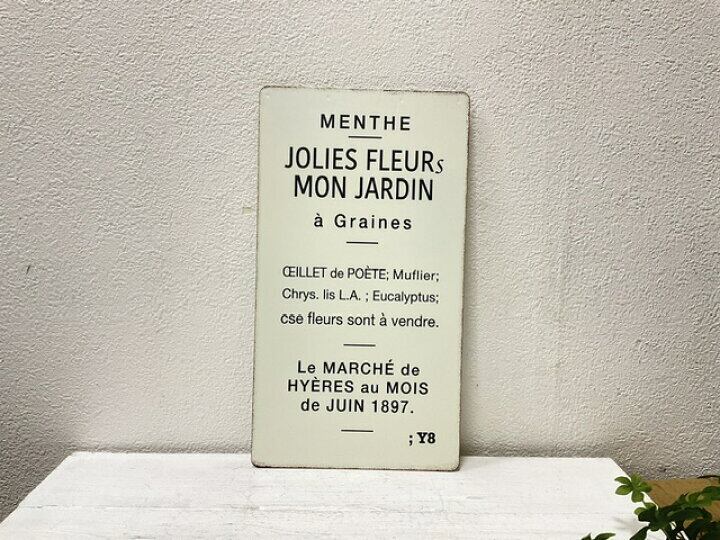 MENTHE
JOLIES FLEURs
MON JARDIN
à Graines
ŒILLET de POÈTE; Muflier;
Chrys. lis L.A. ; Eucalyptus;
cse fleurs sont à vendre.
Le MARCHÉ de
HYÈRES au MOIS
de JUIN 1897.
; Y8